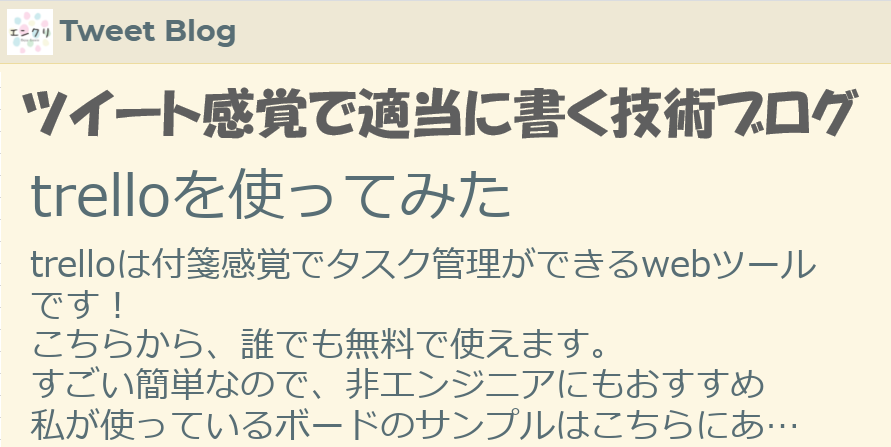 エンクリ
Tweet Blog
ツイート感覚で適当に書く技術ブログ
trelloを使ってみた
trelloは付箋感覚でタスク管理ができるwebツール
です！
こちらから、誰でも無料で使えます。
すごい簡単なので、非エンジニアにもおすすめ
私が使っているボードのサンプルはこちらにあ…